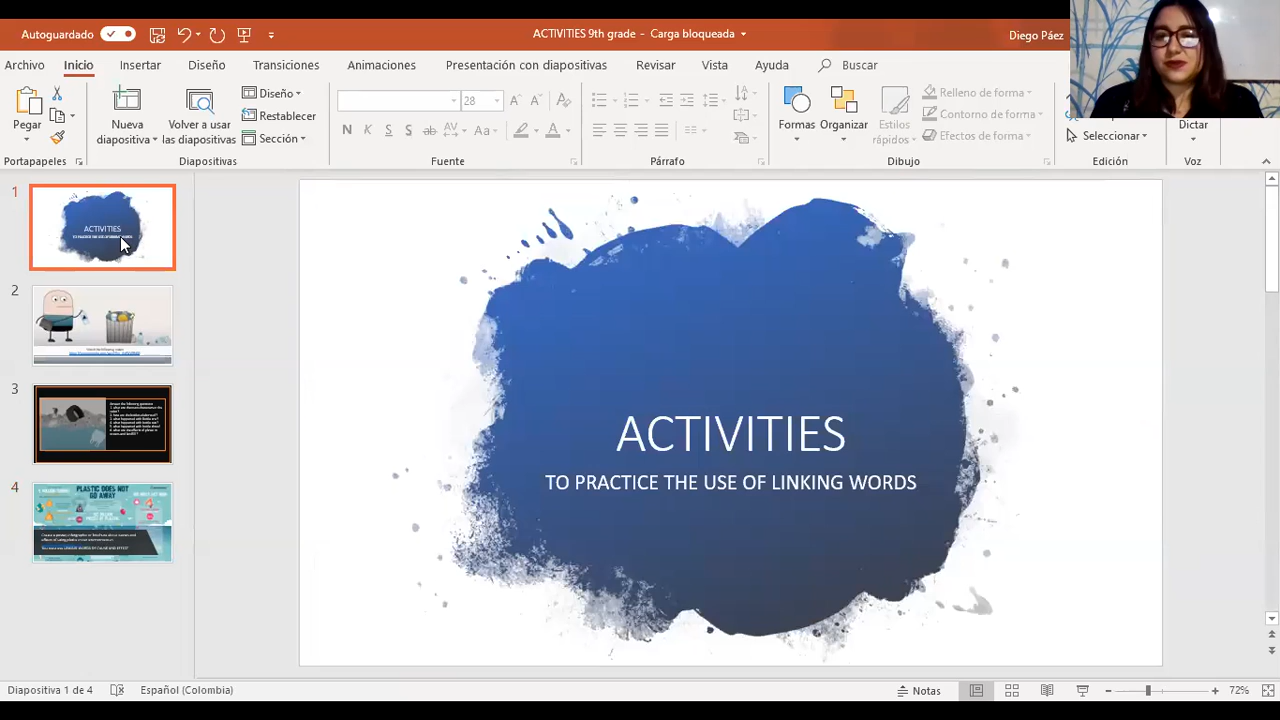 Autoguardado
ACTIVITIES 9th grade - Carga bloqueada
Diego Páez
Archivo Inicio Insertar Diseño Transiciones Animaciones Presentación con diapositivas Revisar Vista Ayuda Buscar
Pegar
Nueva diapositiva
Volver a usar las diapositivas
Diseño
Restablecer
Sección
28
N K S S ab AV Aa A
Formas
Organizar
Estilos rápidos
Relleno de forma
Contorno de forma
Efectos de forma
Seleccionar
Dictar
Portapapeles Diapositivas Fuente Párrafo Dibujo Edición Voz
1
ACTIVITIES
2
3
4
PLASTIC DOES NOT
GO AWAY
ACTIVITIES
TO PRACTICE THE USE OF LINKING WORDS
Diapositiva 1 de 4 Español (Colombia) Notas 72%